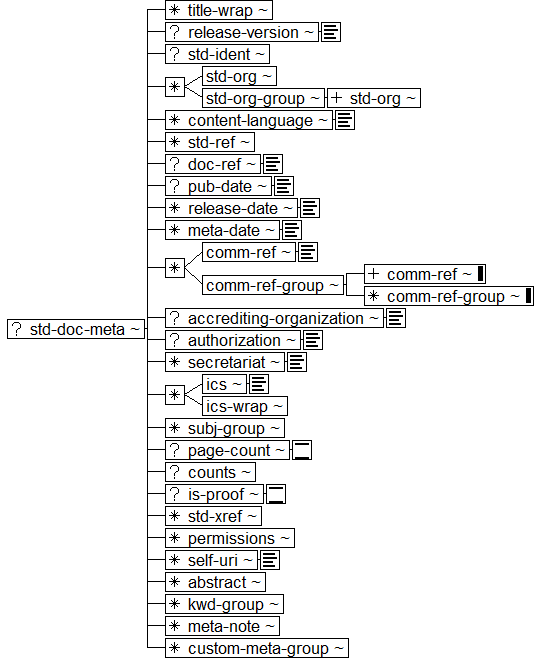 * title-wrap ~
? release-version ~
? std-ident ~
* std-org ~
std-org-group ~ + std-org ~
* content-language ~
* std-ref ~
? doc-ref ~
? pub-date ~
* release-date ~
* meta-date ~
* comm-ref ~
comm-ref-group ~ + comm-ref ~
* comm-ref-group ~
? std-doc-meta ~
? accrediting-organization ~
? authorization ~
* secretariat ~
* ics ~
ics-wrap ~
* subj-group ~
? page-count ~
? counts ~
? is-proof ~
* std-xref ~
* permissions ~
* self-uri ~
* abstract ~
* kwd-group ~
* meta-note ~
* custom-meta-group ~